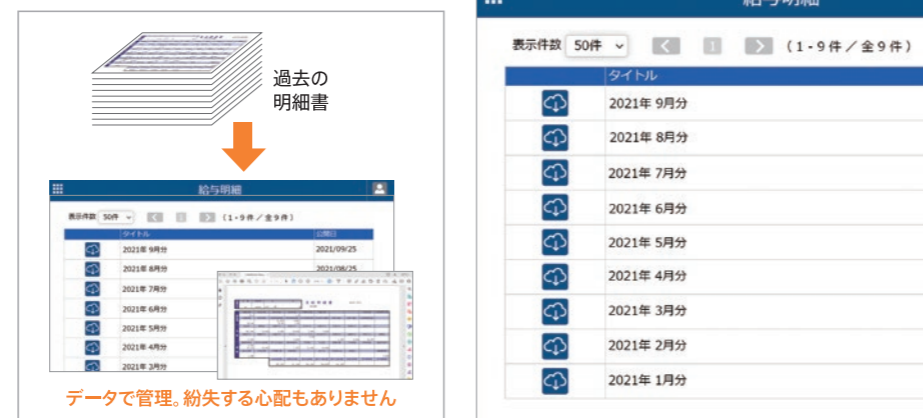 過去の
明細書
給与明細
表示件数 50件 1 (1-9件/全9件)
タイトル 公開日
2021年 9月分 2021/09/25
2021年 8月分 2021/08/25
2021年 7月分
2021年 6月分
2021年 5月分
2021年 4月分
2021年 3月分
データで管理。紛失する心配もありません
給与明細
表示件数 50件 1 (1-9件/全9件)
タイトル
2021年 9月分
2021年 8月分
2021年 7月分
2021年 6月分
2021年 5月分
2021年 4月分
2021年 3月分
2021年 2月分
2021年 1月分